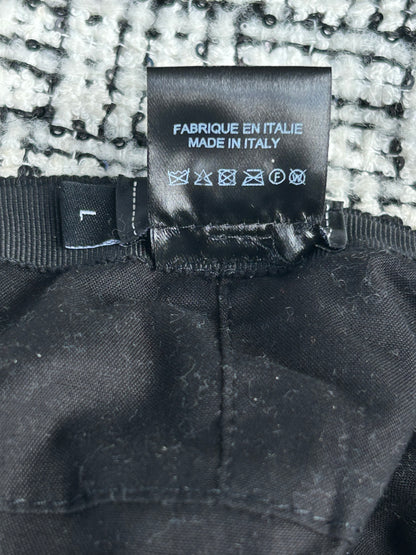 FABRIQUE EN ITALIE
MADE IN ITALY
P W
L